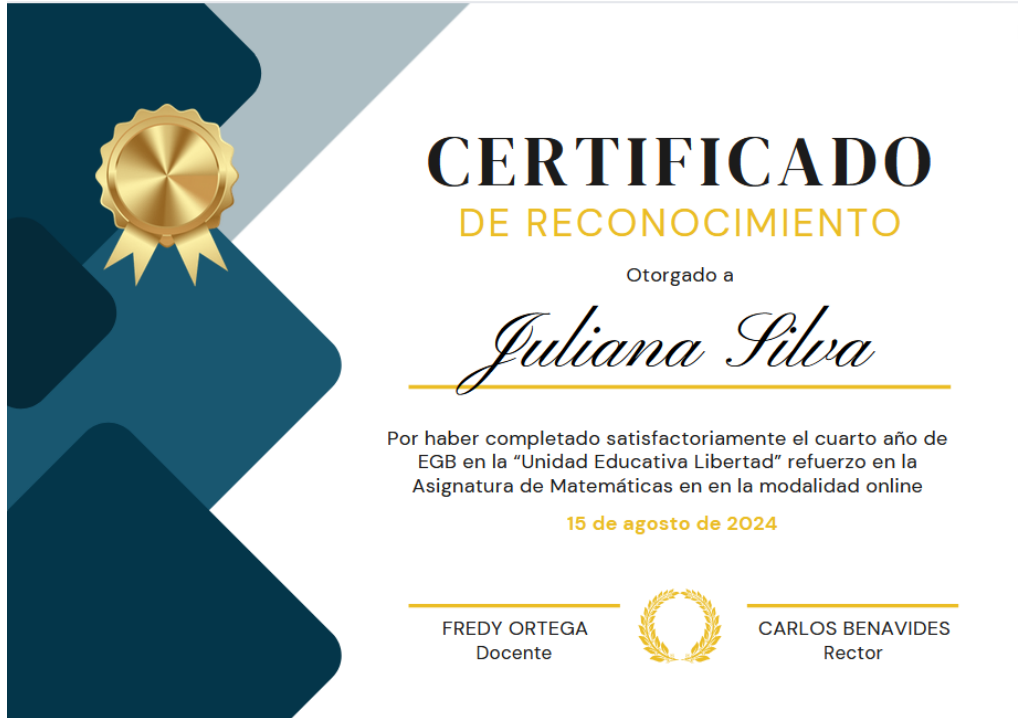 CERTIFICADO
DE RECONOCIMIENTO
Otorgado a
Juliana Silva
Por haber completado satisfactoriamente el cuarto año de
EGB en la “Unidad Educativa Libertad” refuerzo en la
Asignatura de Matemáticas en en la modalidad online
15 de agosto de 2024
FREDY ORTEGA
Docente
CARLOS BENAVIDES
Rector